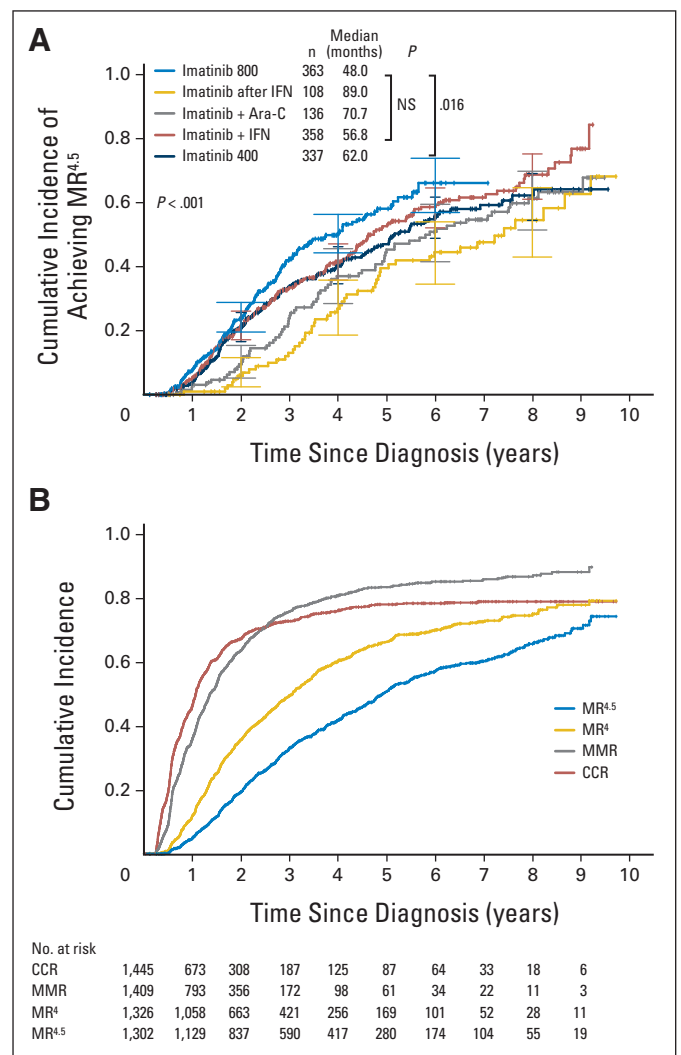 A
Median
n (months) P
Imatinib 800 363 48.0
Imatinib after IFN 108 89.0
Imatinib + Ara-C 136 70.7
Imatinib + IFN 358 56.8
Imatinib 400 337 62.0
NS .016
P < .001
Cumulative Incidence of
Achieving MR4.5
1.0
0.8
0.6
0.4
0.2
0 1 2 3 4 5 6 7 8 9 10
Time Since Diagnosis (years)
B
Cumulative Incidence
1.0
0.8
0.6
0.4
0.2
MR4.5
MR4
MMR
CCR
0 1 2 3 4 5 6 7 8 9 10
Time Since Diagnosis (years)
No. at risk
CCR 1,445 673 308 187 125 87 64 33 18 6
MMR 1,409 793 356 172 98 61 34 22 11 3
MR4 1,326 1,058 663 421 256 169 101 52 28 11
MR4.5 1,302 1,129 837 590 417 280 174 104 55 19